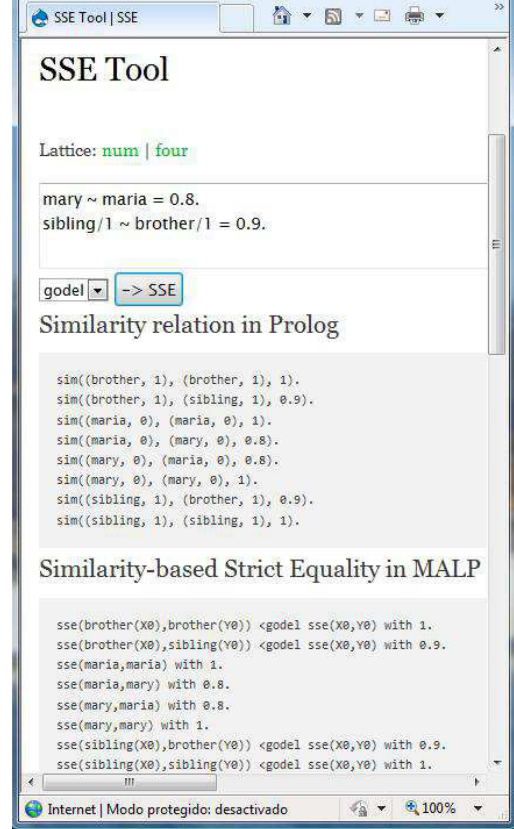 SSE Tool | SSE
»
SSE Tool
Lattice: num | four
mary ~ maria = 0.8.
sibling/1 ~ brother/1 = 0.9.
godel -> SSE
Similarity relation in Prolog
sim((brother, 1), (brother, 1), 1).
sim((brother, 1), (sibling, 1), 0.9).
sim((maria, 0), (maria, 0), 1).
sim((maria, 0), (mary, 0), 0.8).
sim((mary, 0), (maria, 0), 0.8).
sim((mary, 0), (mary, 0), 1).
sim((sibling, 1), (brother, 1), 0.9).
sim((sibling, 1), (sibling, 1), 1).
Similarity-based Strict Equality in MALP
sse(brother(X0),brother(Y0)) <godel sse(X0,Y0) with 1.
sse(brother(X0),sibling(Y0)) <godel sse(X0,Y0) with 0.9.
sse(maria,maria) with 1.
sse(maria,mary) with 0.8.
sse(mary,maria) with 0.8.
sse(mary,mary) with 1.
sse(sibling(X0),brother(Y0)) <godel sse(X0,Y0) with 0.9.
sse(sibling(X0),sibling(Y0)) <godel sse(X0,Y0) with 1.
Internet | Modo protegido: desactivado 100%